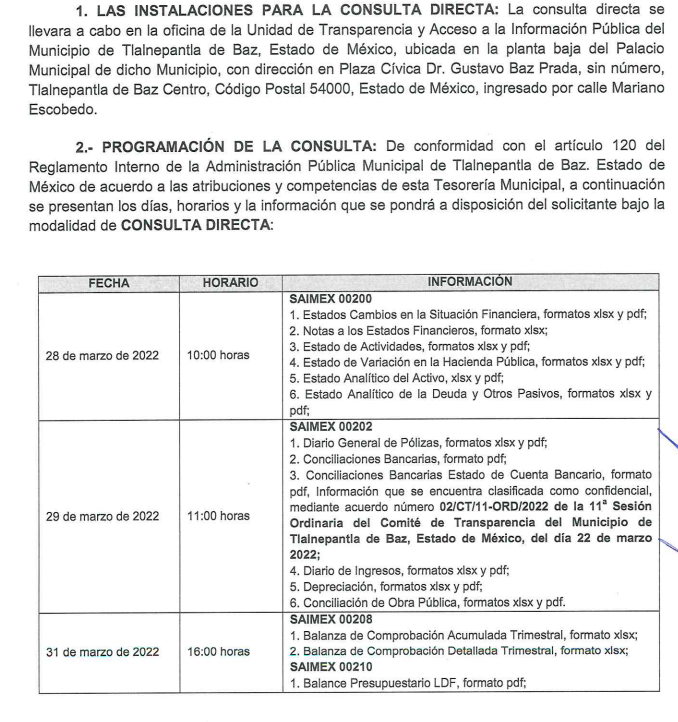 1. LAS INSTALACIONES PARA LA CONSULTA DIRECTA: La consulta directa se
llevara a cabo en la oficina de la Unidad de Transparencia y Acceso a la Información Pública del
Municipio de Tlalnepantla de Baz, Estado de México, ubicada en la planta baja del Palacio
Municipal de dicho Municipio, con dirección en Plaza Cívica Dr. Gustavo Baz Prada, sin número,
Tlalnepantla de Baz Centro, Código Postal 54000, Estado de México, ingresado por calle Mariano
Escobedo.
2.- PROGRAMACIÓN DE LA CONSULTA: De conformidad con el artículo 120 del
Reglamento Interno de la Administración Pública Municipal de Tlalnepantla de Baz. Estado de
México de acuerdo a las atribuciones y competencias de esta Tesorería Municipal, a continuación
se presentan los días, horarios y la información que se pondrá a disposición del solicitante bajo la
modalidad de CONSULTA DIRECTA:
FECHA HORARIO INFORMACIÓN
28 de marzo de 2022 10:00 horas
SAIMEX 00200
1. Estados Cambios en la Situación Financiera, formatos xlsx y pdf;
2. Notas a los Estados Financieros, formato xlsx;
3. Estado de Actividades, formatos xlsx y pdf;
4. Estado de Variación en la Hacienda Pública, formatos xlsx y pdf;
5. Estado Analítico del Activo, xlsx y pdf;
6. Estado Analítico de la Deuda y Otros Pasivos, formatos xlsx y
pdf;
29 de marzo de 2022 11:00 horas
SAIMEX 00202
1. Diario General de Pólizas, formatos xlsx y pdf;
2. Conciliaciones Bancarias, formato pdf;
3. Conciliaciones Bancarias Estado de Cuenta Bancario, formato
pdf, Información que se encuentra clasificada como confidencial,
mediante acuerdo número 02/CT/11-ORD/2022 de la 11ª Sesión
Ordinaria del Comité de Transparencia del Municipio de
Tlalnepantla de Baz, Estado de México, del día 22 de marzo
2022;
4. Diario de Ingresos, formatos xlsx y pdf;
5. Depreciación, formatos xlsx y pdf;
6. Conciliación de Obra Pública, formatos xlsx y pdf.
31 de marzo de 2022 16:00 horas
SAIMEX 00208
1. Balanza de Comprobación Acumulada Trimestral, formato xlsx;
2. Balanza de Comprobación Detallada Trimestral, formato xlsx;
SAIMEX 00210
1. Balance Presupuestario LDF, formato pdf;